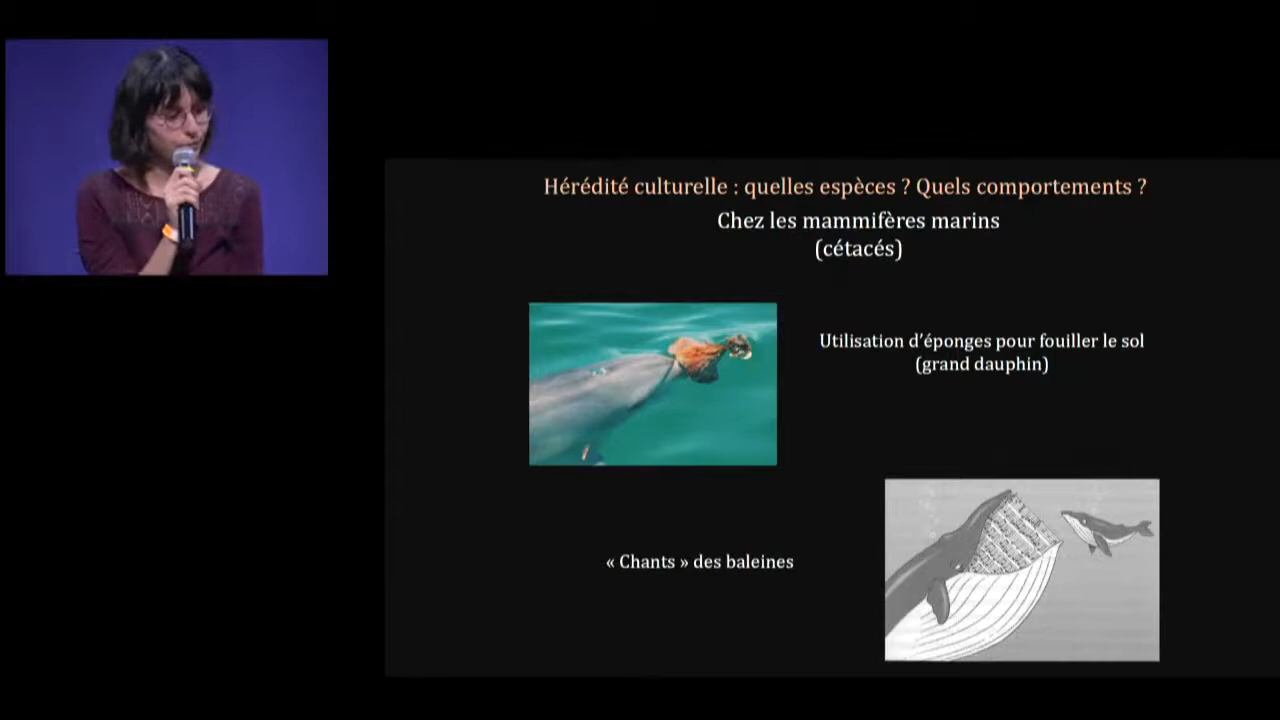 Hérédité culturelle : quelles espèces ? Quels comportements ?
Chez les mammifères marins
(cétacés)
Utilisation d’éponges pour fouiller le sol
(grand dauphin)
« Chants » des baleines